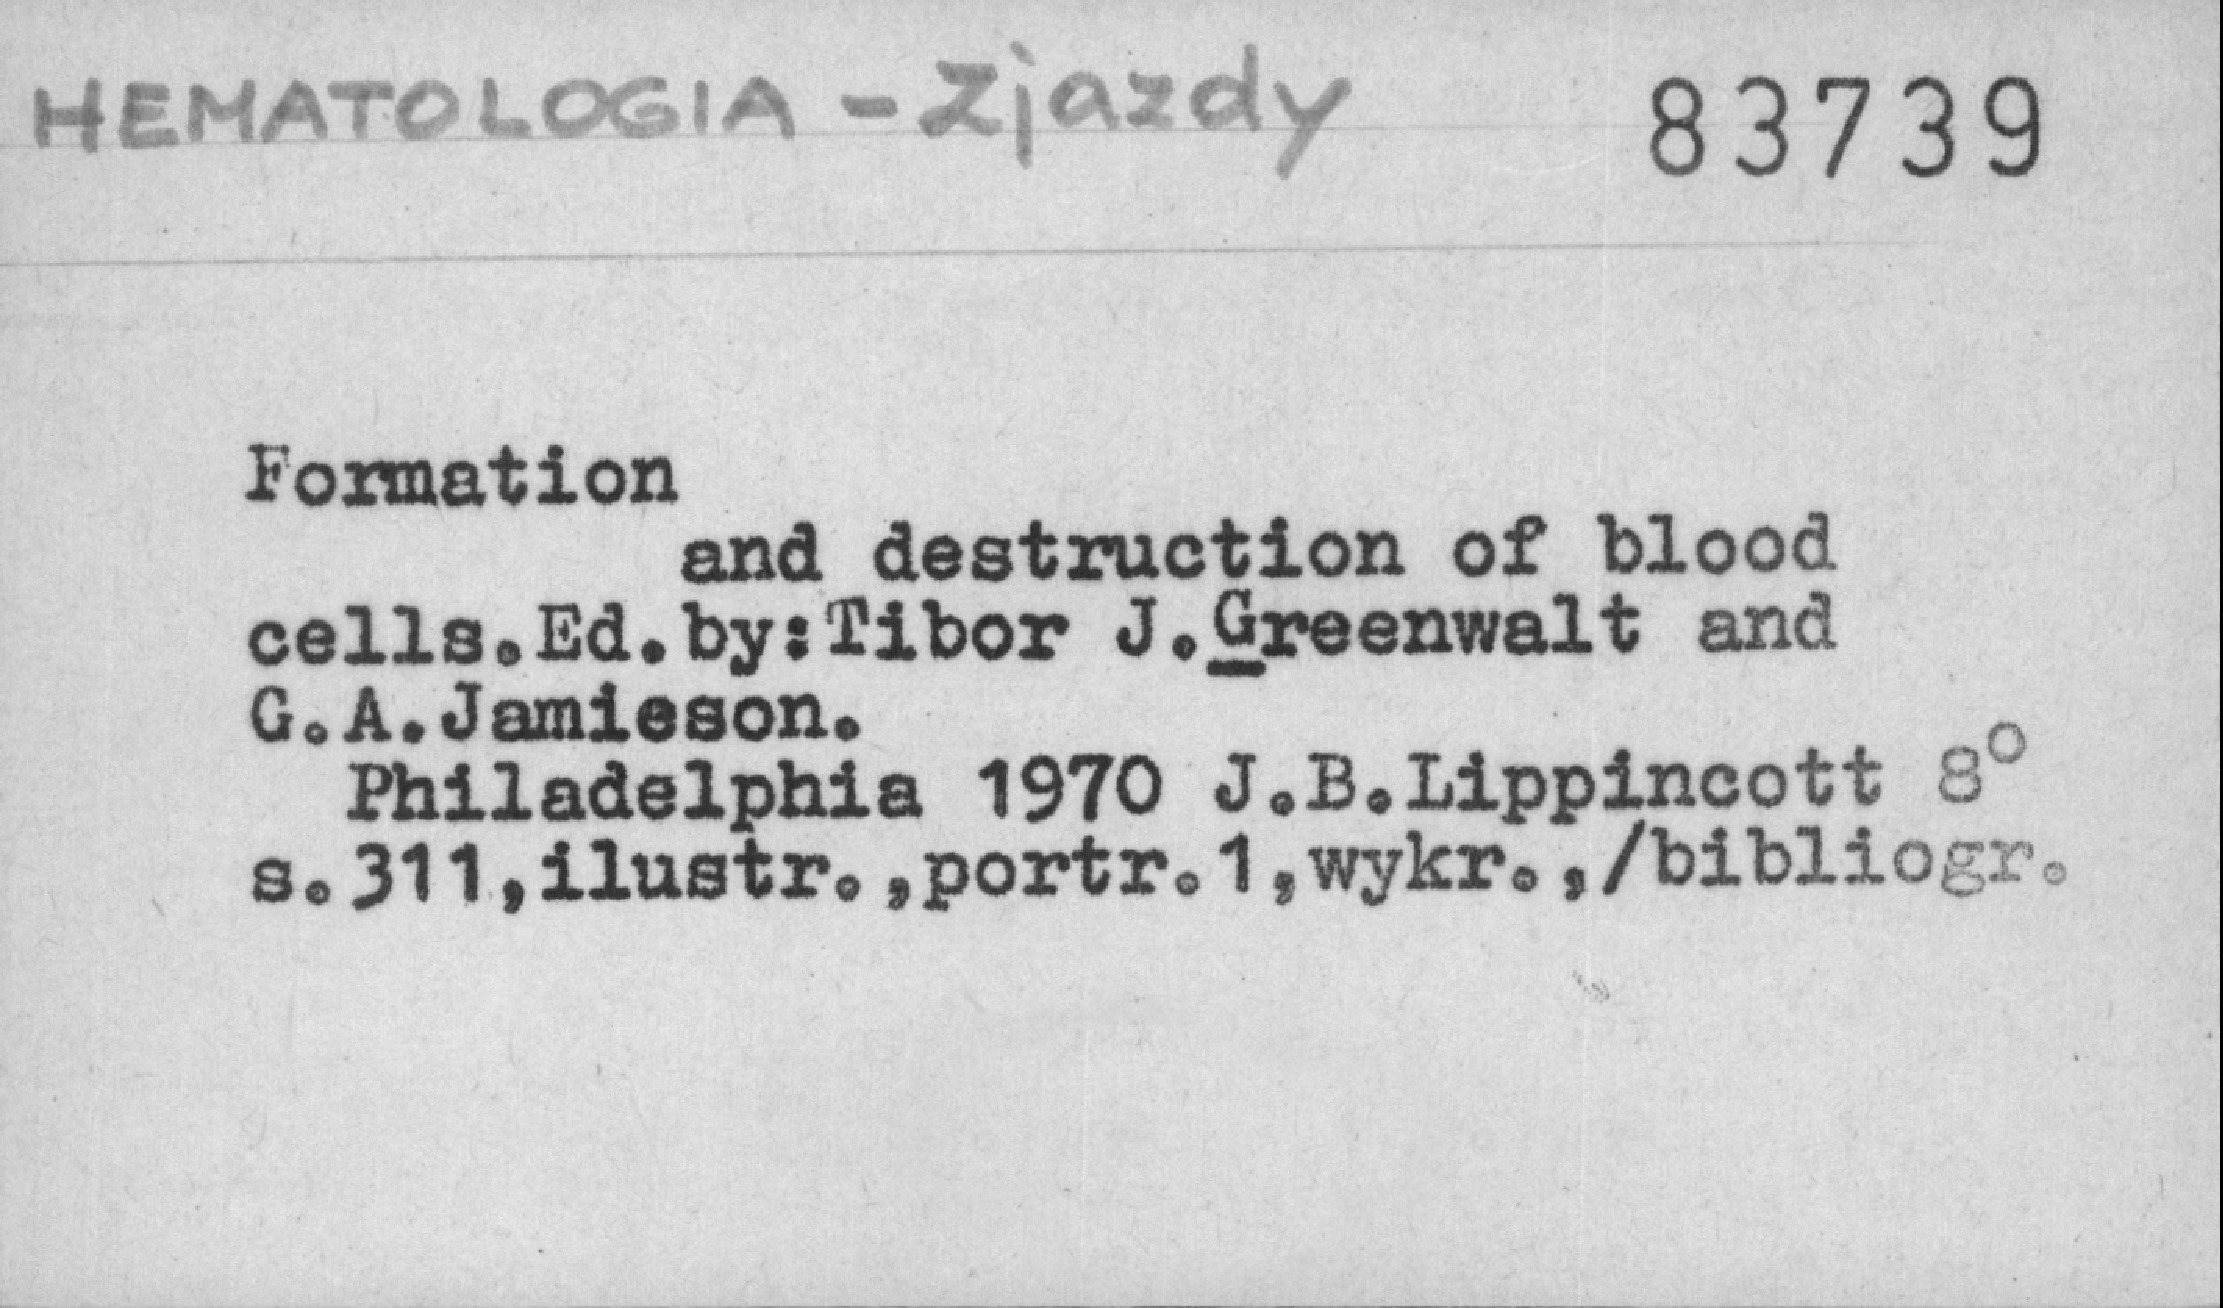 HEMATOLOGIA - Zjazdy 83739
Formation
and destruction of blood
cells.Ed.by:Tibor J.Greenwalt and
G.A.Jamieson.
Philadelphia 1970 J.B.Lippincott 8°
s.311,ilustr.,portr.1,wykr.,/bibliogr.